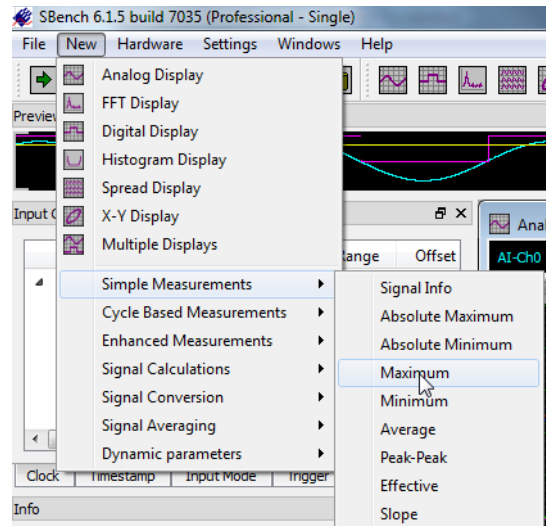 SBench 6.1.5 build 7035 (Professional - Single)
File New Hardware Settings Windows Help
Analog Display
FFT Display
Digital Display
Histogram Display
Spread Display
X-Y Display
Multiple Displays
Simple Measurements
Cycle Based Measurements
Enhanced Measurements
Signal Calculations
Signal Conversion
Signal Averaging
Dynamic parameters
Input
Offset
AI-Ch0
Signal Info
Absolute Maximum
Absolute Minimum
Maximum
Minimum
Average
Peak-Peak
Effective
Slope
Clock Timestamp Input Mode Trigger
Info